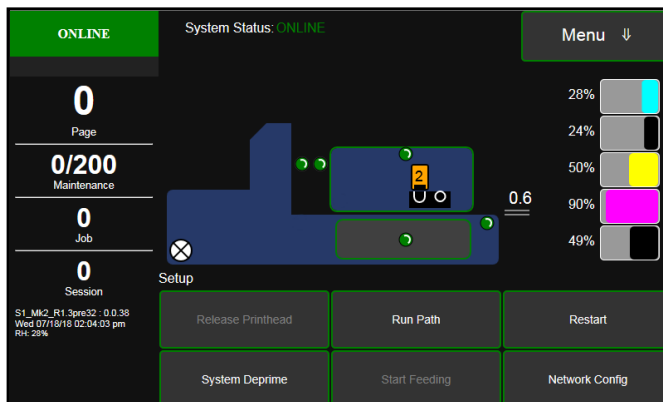 ONLINE
System Status: ONLINE
Menu ⇓
0
Page
0/200
Maintenance
0
Job
0
Session
S1_Mk2_R1.3pre32 : 0.0.38
Wed 07/18/18 02:04:03 pm
RH: 28%
2
0.6
28%
24%
50%
90%
49%
Setup
Release Printhead
Run Path
Restart
System Deprime
Start Feeding
Network Config